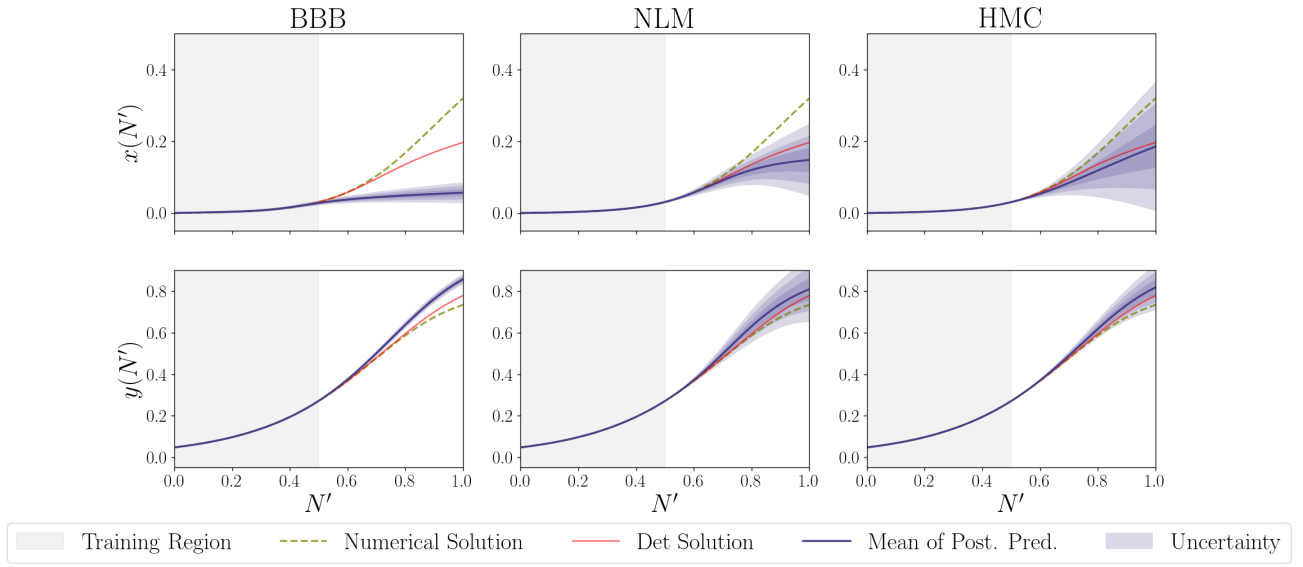 BBB NLM HMC
x(N′)
0.4 0.4 0.4
0.2 0.2 0.2
0.0 0.0 0.0
y(N′)
0.8 0.8 0.8
0.6 0.6 0.6
0.4 0.4 0.4
0.2 0.2 0.2
0.0 0.0 0.0
0.0 0.2 0.4 0.6 0.8 1.0 0.0 0.2 0.4 0.6 0.8 1.0 0.0 0.2 0.4 0.6 0.8 1.0
N′ N′ N′
Training Region Numerical Solution Det Solution Mean of Post. Pred. Uncertainty